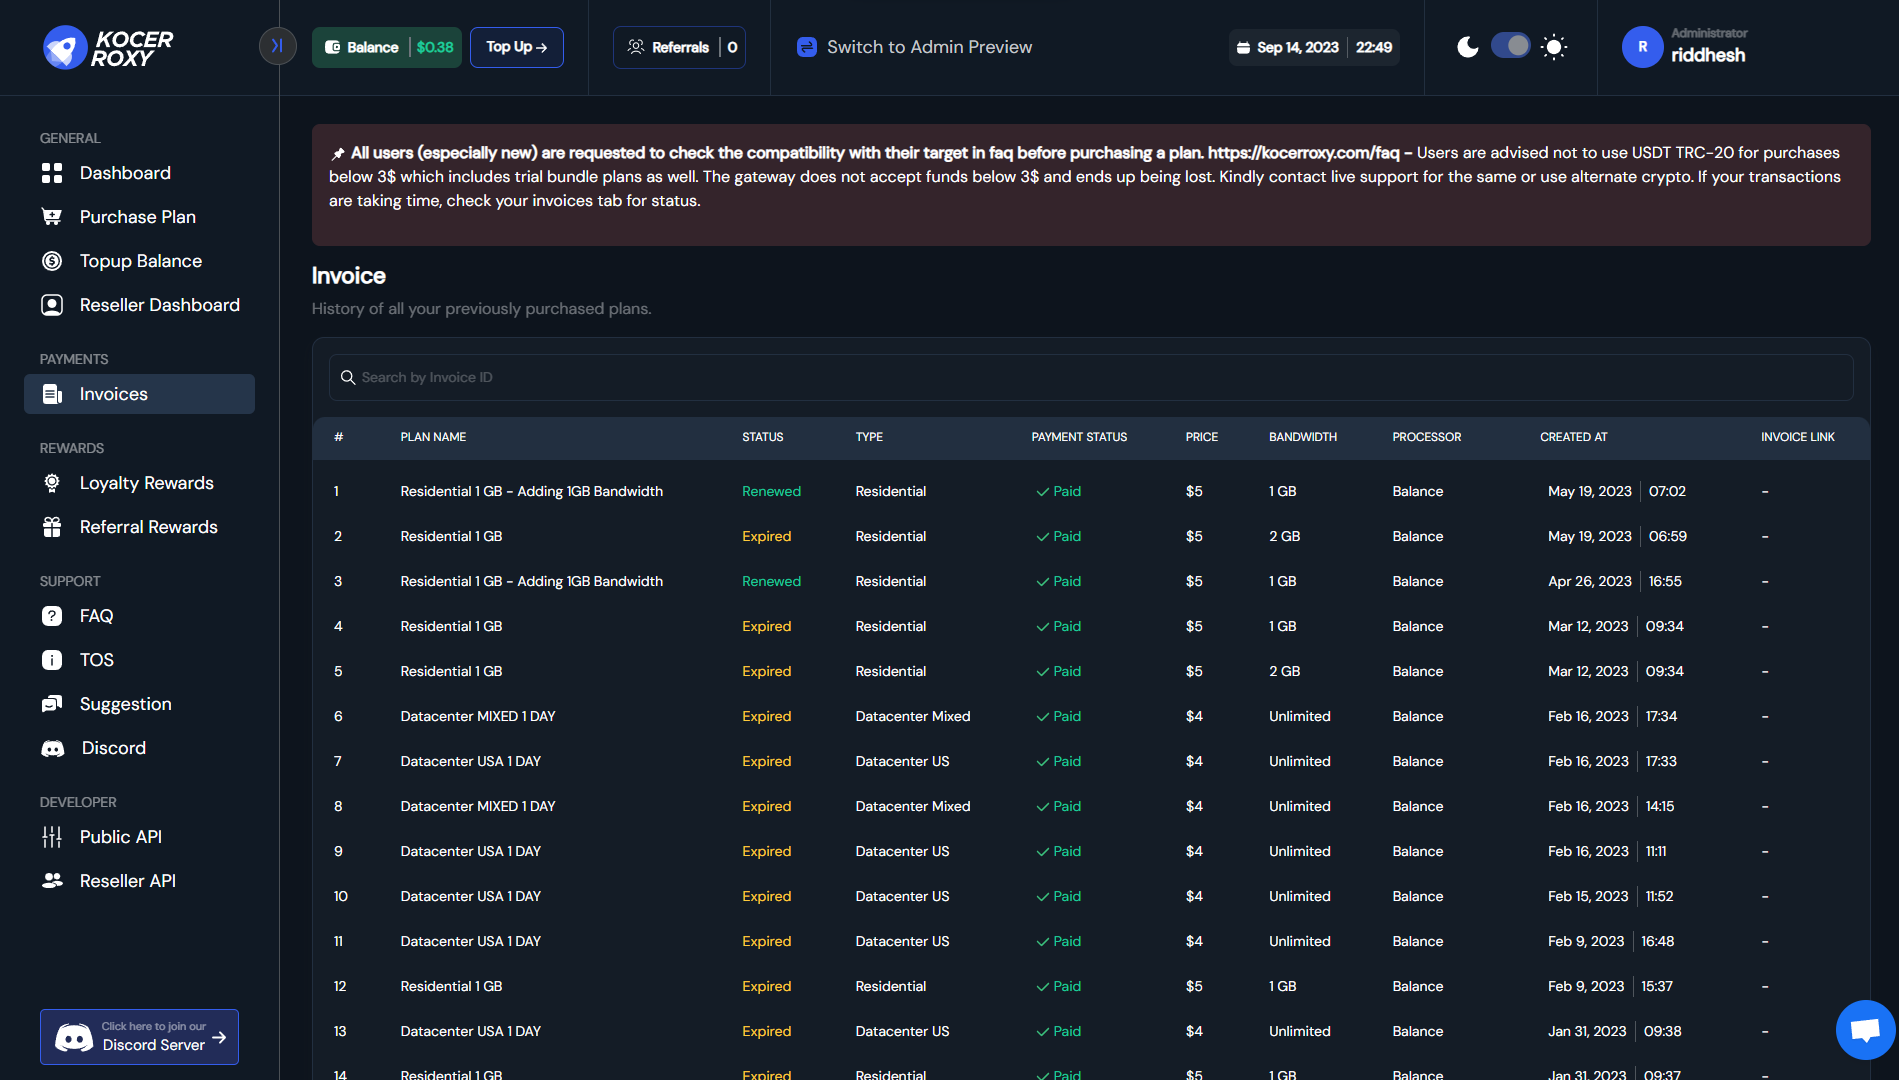 KOCER
ROXY
Balance | $0.38
Top Up →
Referrals | 0
Switch to Admin Preview
Sep 14, 2023 | 22:49
R
Administrator
riddhesh
GENERAL
Dashboard
Purchase Plan
Topup Balance
Reseller Dashboard
PAYMENTS
Invoices
REWARDS
Loyalty Rewards
Referral Rewards
SUPPORT
FAQ
TOS
Suggestion
Discord
DEVELOPER
Public API
Reseller API
Click here to join our
Discord Server →
📌 All users (especially new) are requested to check the compatibility with their target in faq before purchasing a plan. https://kocerroxy.com/faq – Users are advised not to use USDT TRC-20 for purchases
below 3$ which includes trial bundle plans as well. The gateway does not accept funds below 3$ and ends up being lost. Kindly contact live support for the same or use alternate crypto. If your transactions
are taking time, check your invoices tab for status.
Invoice
History of all your previously purchased plans.
Search by Invoice ID
# PLAN NAME STATUS TYPE PAYMENT STATUS PRICE BANDWIDTH PROCESSOR CREATED AT INVOICE LINK
1 Residential 1 GB - Adding 1GB Bandwidth Renewed Residential ✓ Paid $5 1 GB Balance May 19, 2023 | 07:02 -
2 Residential 1 GB Expired Residential ✓ Paid $5 2 GB Balance May 19, 2023 | 06:59 -
3 Residential 1 GB - Adding 1GB Bandwidth Renewed Residential ✓ Paid $5 1 GB Balance Apr 26, 2023 | 16:55 -
4 Residential 1 GB Expired Residential ✓ Paid $5 1 GB Balance Mar 12, 2023 | 09:34 -
5 Residential 1 GB Expired Residential ✓ Paid $5 2 GB Balance Mar 12, 2023 | 09:34 -
6 Datacenter MIXED 1 DAY Expired Datacenter Mixed ✓ Paid $4 Unlimited Balance Feb 16, 2023 | 17:34 -
7 Datacenter USA 1 DAY Expired Datacenter US ✓ Paid $4 Unlimited Balance Feb 16, 2023 | 17:33 -
8 Datacenter MIXED 1 DAY Expired Datacenter Mixed ✓ Paid $4 Unlimited Balance Feb 16, 2023 | 14:15 -
9 Datacenter USA 1 DAY Expired Datacenter US ✓ Paid $4 Unlimited Balance Feb 16, 2023 | 11:11 -
10 Datacenter USA 1 DAY Expired Datacenter US ✓ Paid $4 Unlimited Balance Feb 15, 2023 | 11:52 -
11 Datacenter USA 1 DAY Expired Datacenter US ✓ Paid $4 Unlimited Balance Feb 9, 2023 | 16:48 -
12 Residential 1 GB Expired Residential ✓ Paid $5 1 GB Balance Feb 9, 2023 | 15:37 -
13 Datacenter USA 1 DAY Expired Datacenter US ✓ Paid $4 Unlimited Balance Jan 31, 2023 | 09:38 -
14 Residential 1 GB Expired Residential ✓ Paid $5 1 GB Balance Jan 31, 2023 | 09:37 -